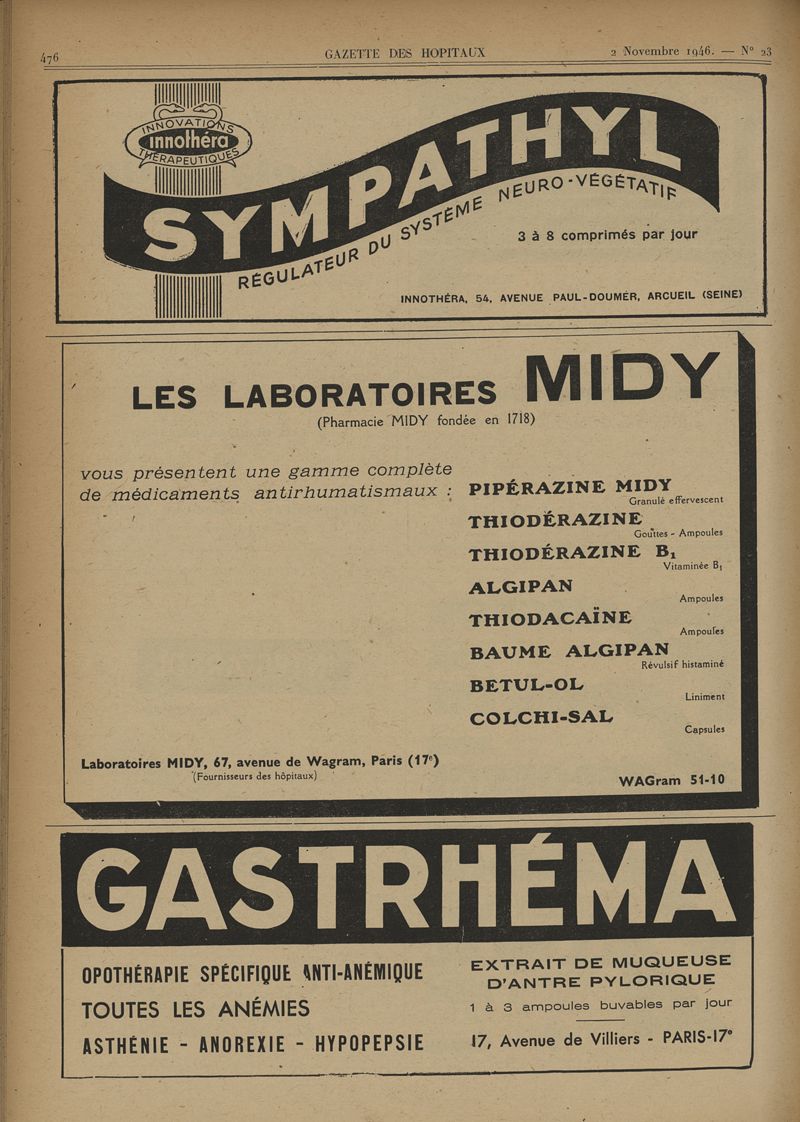 476
GAZETTE DES HOPITAUX
2 Novembre 1946. — N° 23
INNOVATIONS
innothéra
THÉRAPEUTIQUES
SYMPATHYL
RÉGULATEUR DU SYSTÈME NEURO-VÉGÉTATIF
3 à 8 comprimés par jour
INNOTHÉRA, 54, AVENUE PAUL-DOUMER, ARCUEIL (SEINE)
LES LABORATOIRES MIDY
(Pharmacie MIDY fondée en 1718)
vous présentent une gamme complète
de médicaments antirhumatismaux :
PIPÉRAZINE MIDY
Granulé effervescent
THIODÉRAZINE
Gouttes - Ampoules
THIODÉRAZINE B₁
Vitaminée B₁
ALGIPAN
Ampoules
THIODACAÏNE
Ampoules
BAUME ALGIPAN
Révulsif histaminé
BETUL-OL
Liniment
COLCHI-SAL
Capsules
Laboratoires MIDY, 67, avenue de Wagram, Paris (17ᵉ)
(Fournisseurs des hôpitaux)
WAGram 51-10
GASTRHÉMA
OPOTHÉRAPIE SPÉCIFIQUE ANTI-ANÉMIQUE
TOUTES LES ANÉMIES
ASTHÉNIE - ANOREXIE - HYPOPEPSIE
EXTRAIT DE MUQUEUSE
D'ANTRE PYLORIQUE
1 à 3 ampoules buvables par jour
17, Avenue de Villiers - PARIS-17ᵉ